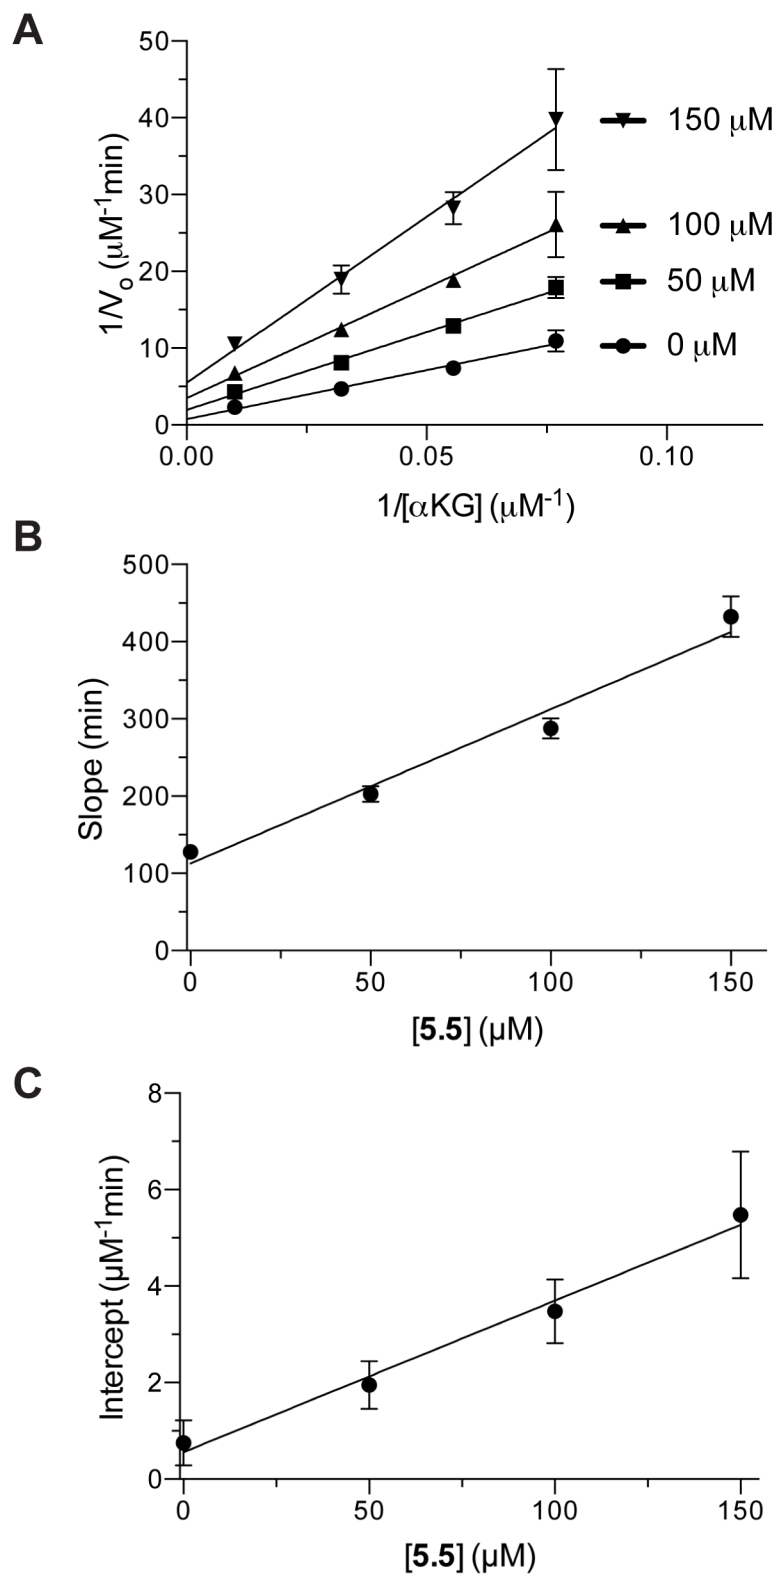 A
50
40
30
20
10
0
1/Vo (µM-1min)
150 µM
100 µM
50 µM
0 µM
0.00
0.05
0.10
1/[αKG] (µM-1)
B
500
400
300
200
100
0
Slope (min)
0
50
100
150
[5.5] (µM)
C
8
6
4
2
0
Intercept (µM-1min)
0
50
100
150
[5.5] (µM)